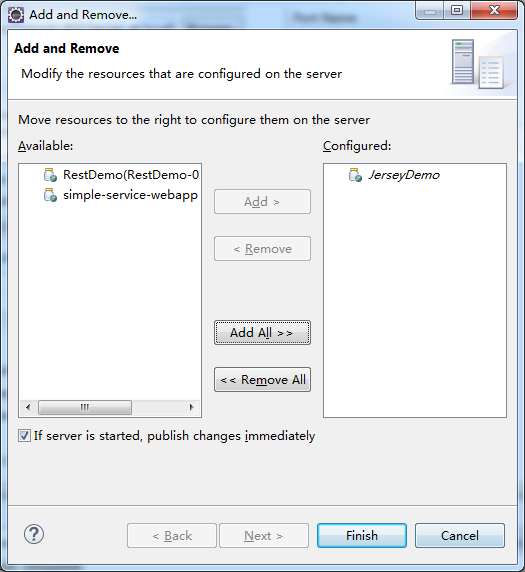 Add and Remove...
Add and Remove
Modify the resources that are configured on the server
Move resources to the right to configure them on the server
Available:
Configured:
RestDemo(RestDemo-0
simple-service-webapp
JerseyDemo
Add >
< Remove
Add All >>
<< Remove All
If server is started, publish changes immediately
< Back
Next >
Finish
Cancel